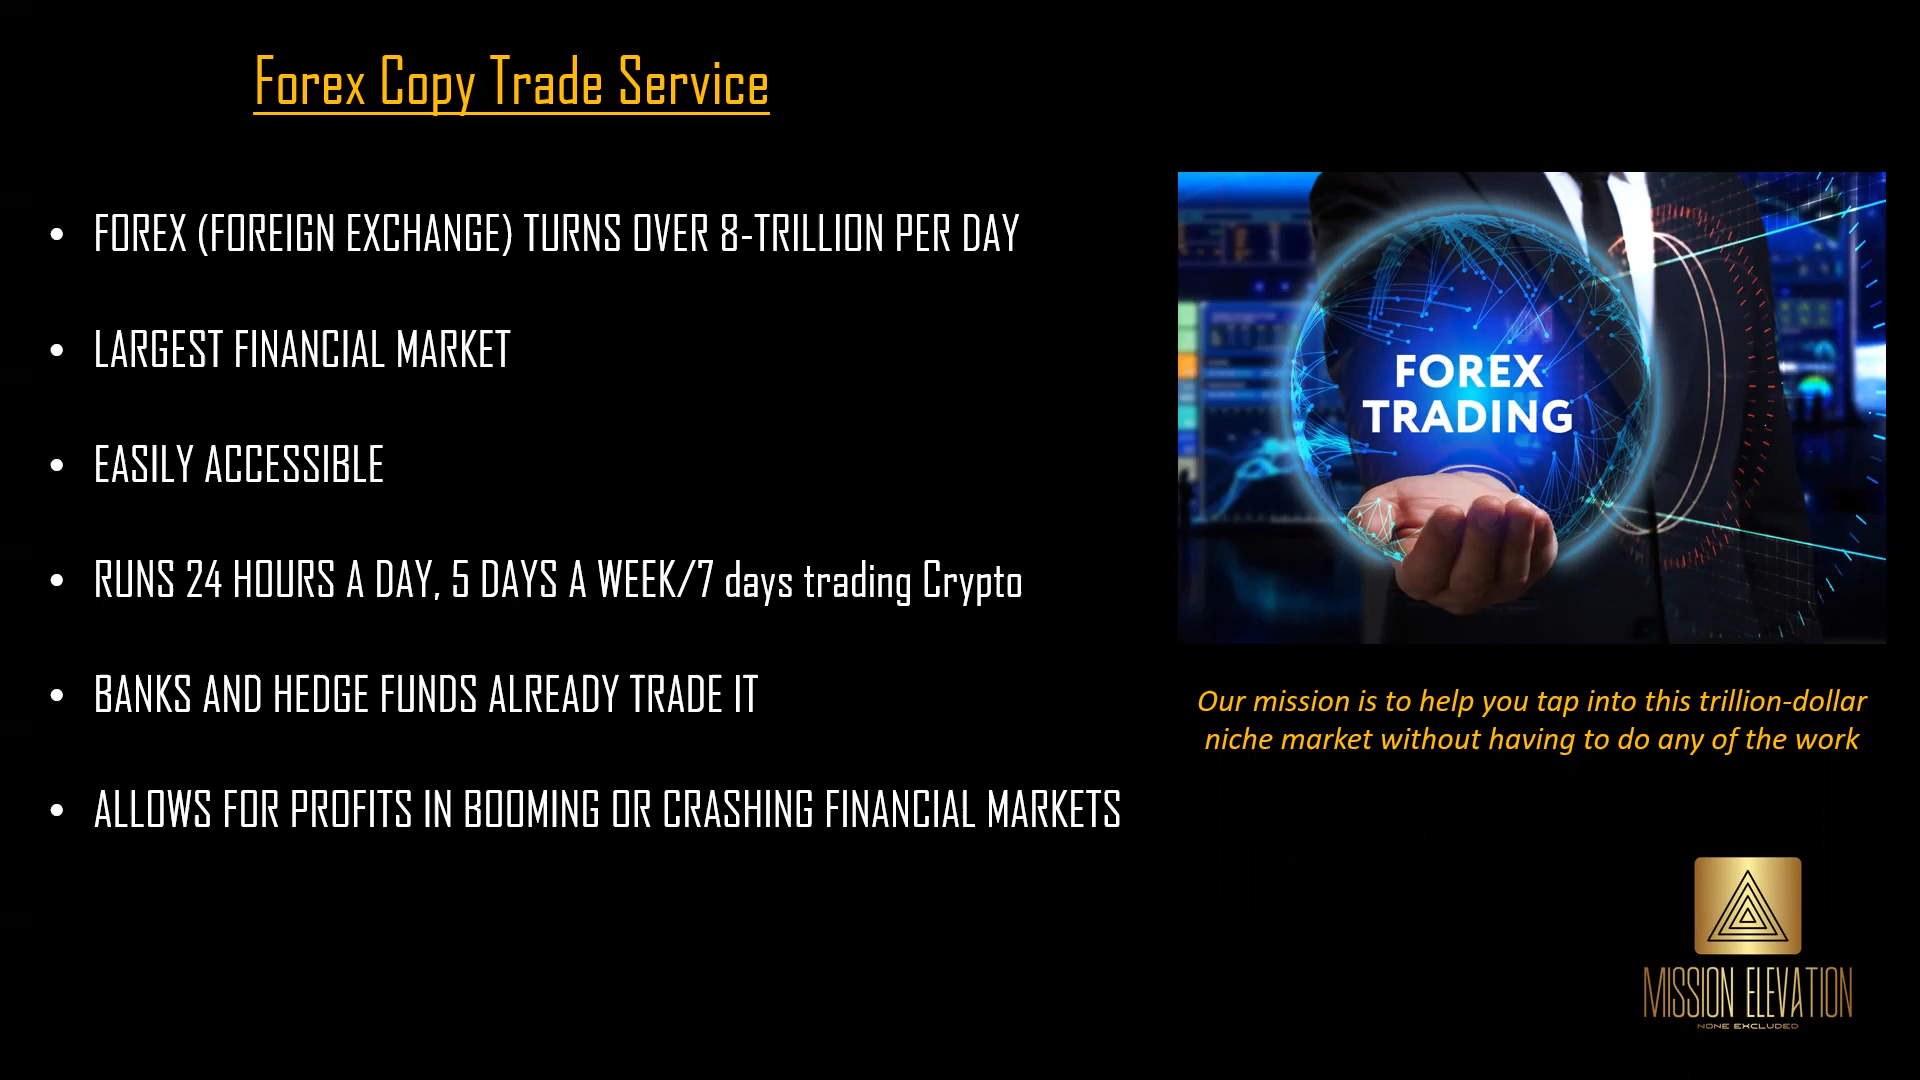 Forex Copy Trade Service
• FOREX (FOREIGN EXCHANGE) TURNS OVER 8-TRILLION PER DAY
• LARGEST FINANCIAL MARKET
• EASILY ACCESSIBLE
• RUNS 24 HOURS A DAY, 5 DAYS A WEEK/7 days trading Crypto
• BANKS AND HEDGE FUNDS ALREADY TRADE IT
• ALLOWS FOR PROFITS IN BOOMING OR CRASHING FINANCIAL MARKETS
FOREX
TRADING
Our mission is to help you tap into this trillion-dollar
niche market without having to do any of the work
MISSION ELEVATION
NONE EXCLUDED